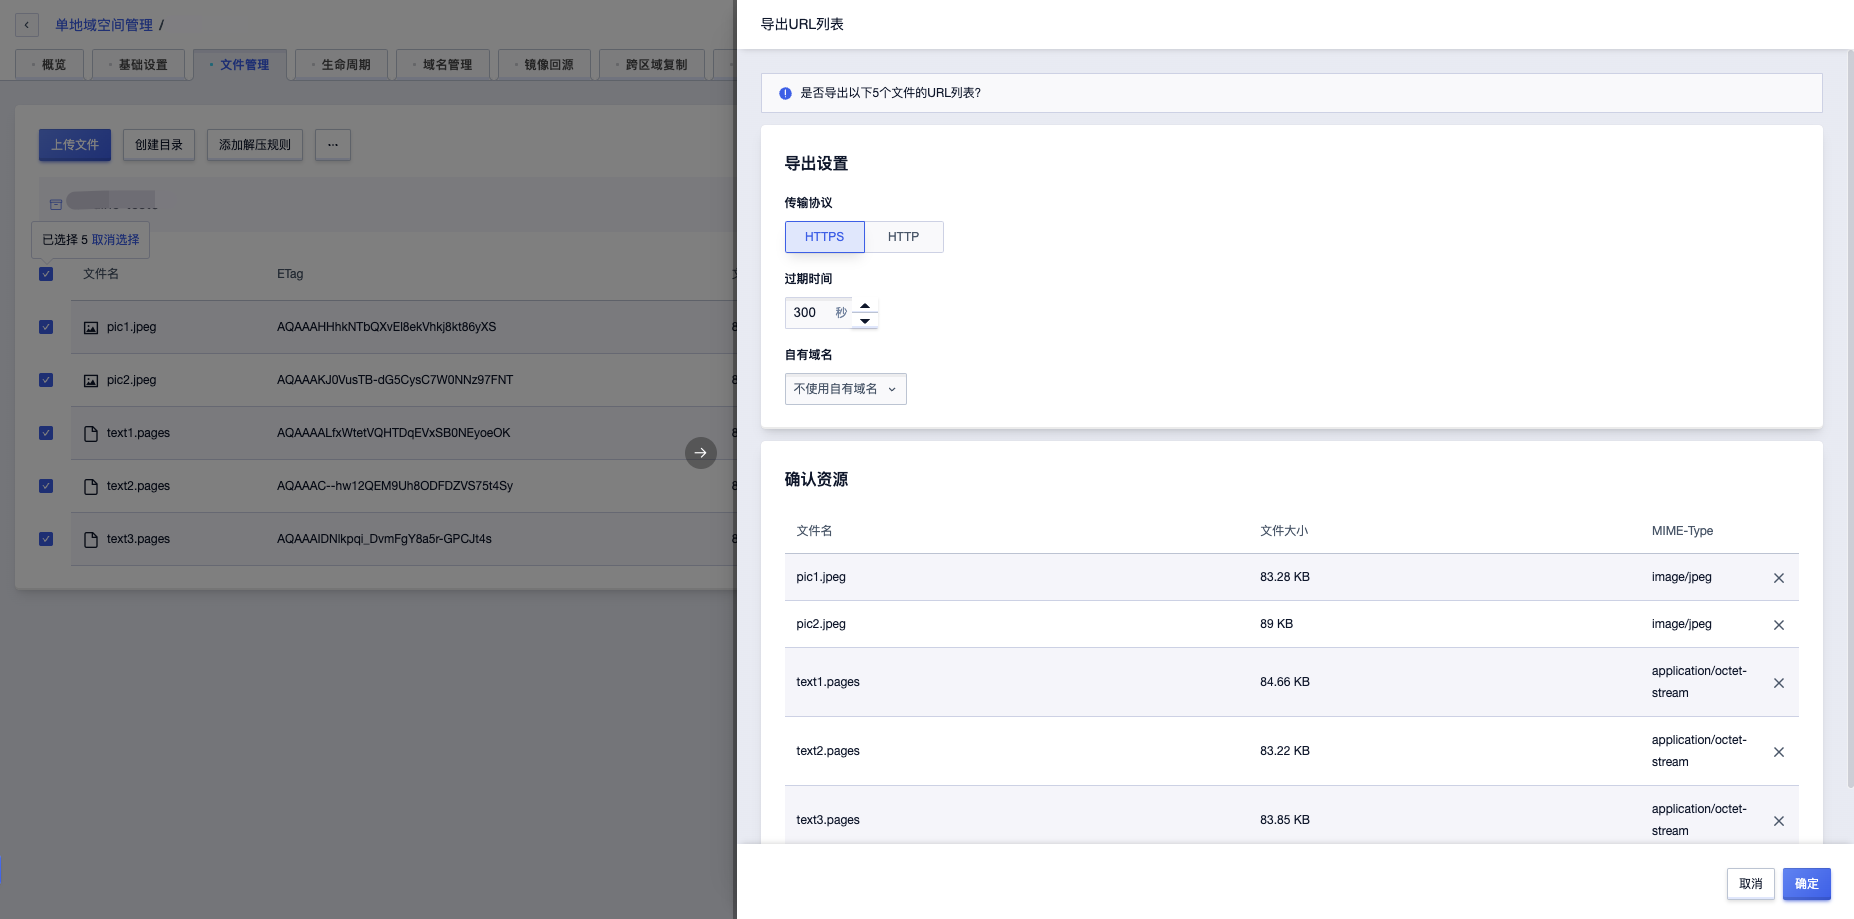 单地域空间管理 /
概览
基础设置
文件管理
生命周期
域名管理
镜像回源
跨区域复制
上传文件
创建目录
添加解压规则
...
已选择 5 取消选择
文件名 ETag
pic1.jpeg AQAAAHHhkNTbQXvEl8ekVhkj8kt86yXS
pic2.jpeg AQAAAKJ0VusTB-dG5CysC7W0NNz97FNT
text1.pages AQAAAALfxWtetVQHTDqEVxSB0NEyoeOK
text2.pages AQAAAC--hw12QEM9Uh8ODFDZVS75t4Sy
text3.pages AQAAAIDNlkpqi_DvmFgY8a5r-GPCJt4s
导出URL列表
是否导出以下5个文件的URL列表?
导出设置
传输协议
HTTPS HTTP
过期时间
300 秒
自有域名
不使用自有域名
确认资源
文件名 文件大小 MIME-Type
pic1.jpeg 83.28 KB image/jpeg
pic2.jpeg 89 KB image/jpeg
text1.pages 84.66 KB application/octet-
stream
text2.pages 83.22 KB application/octet-
stream
text3.pages 83.85 KB application/octet-
stream
取消 确定